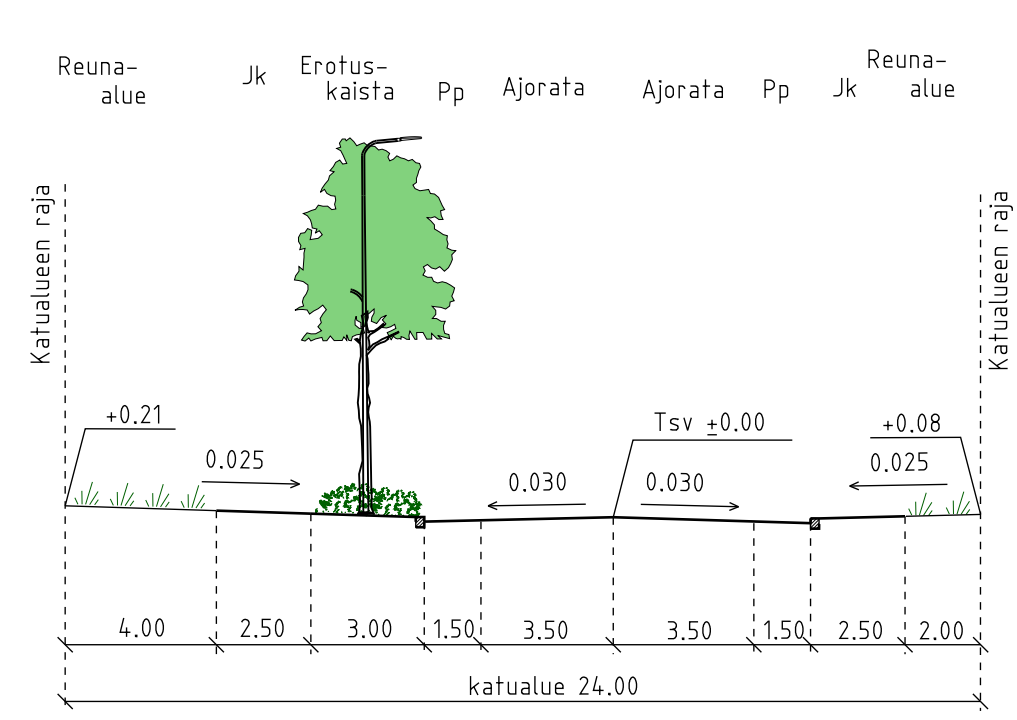 Reuna-
alue
Jk
Erotus-
kaista
Pp
Ajorata
Ajorata
Pp
Jk
Reuna-
alue
Katualueen raja
Katualueen raja
+0.21
0.025
0.030
Tsv ±0.00
0.030
+0.08
0.025
4.00
2.50
3.00
1.50
3.50
3.50
1.50
2.50
2.00
katualue 24.00